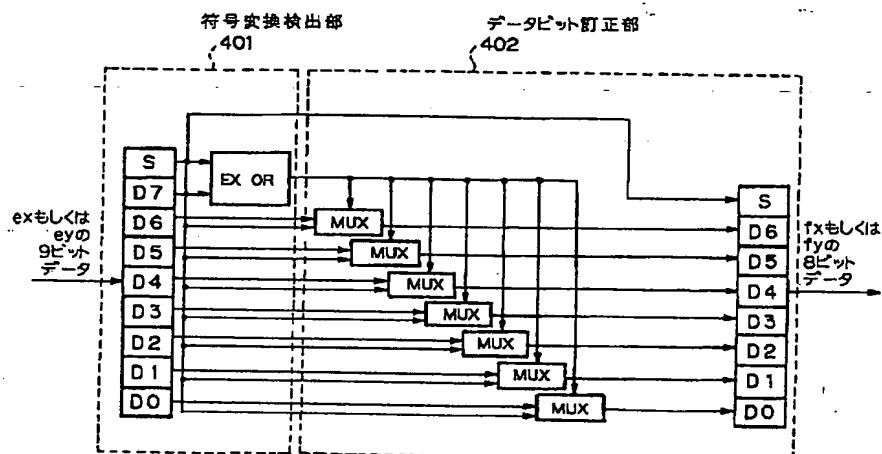 符号変換検出部
401
データビット訂正部
402
S
D7
D6
D5
D4
D3
D2
D1
D0
exもしくは
eyの
9ビット
データ
EX OR
MUX
MUX
MUX
MUX
MUX
MUX
MUX
S
D6
D5
D4
D3
D2
D1
D0
fxもしくは
fyの
8ビット
データ